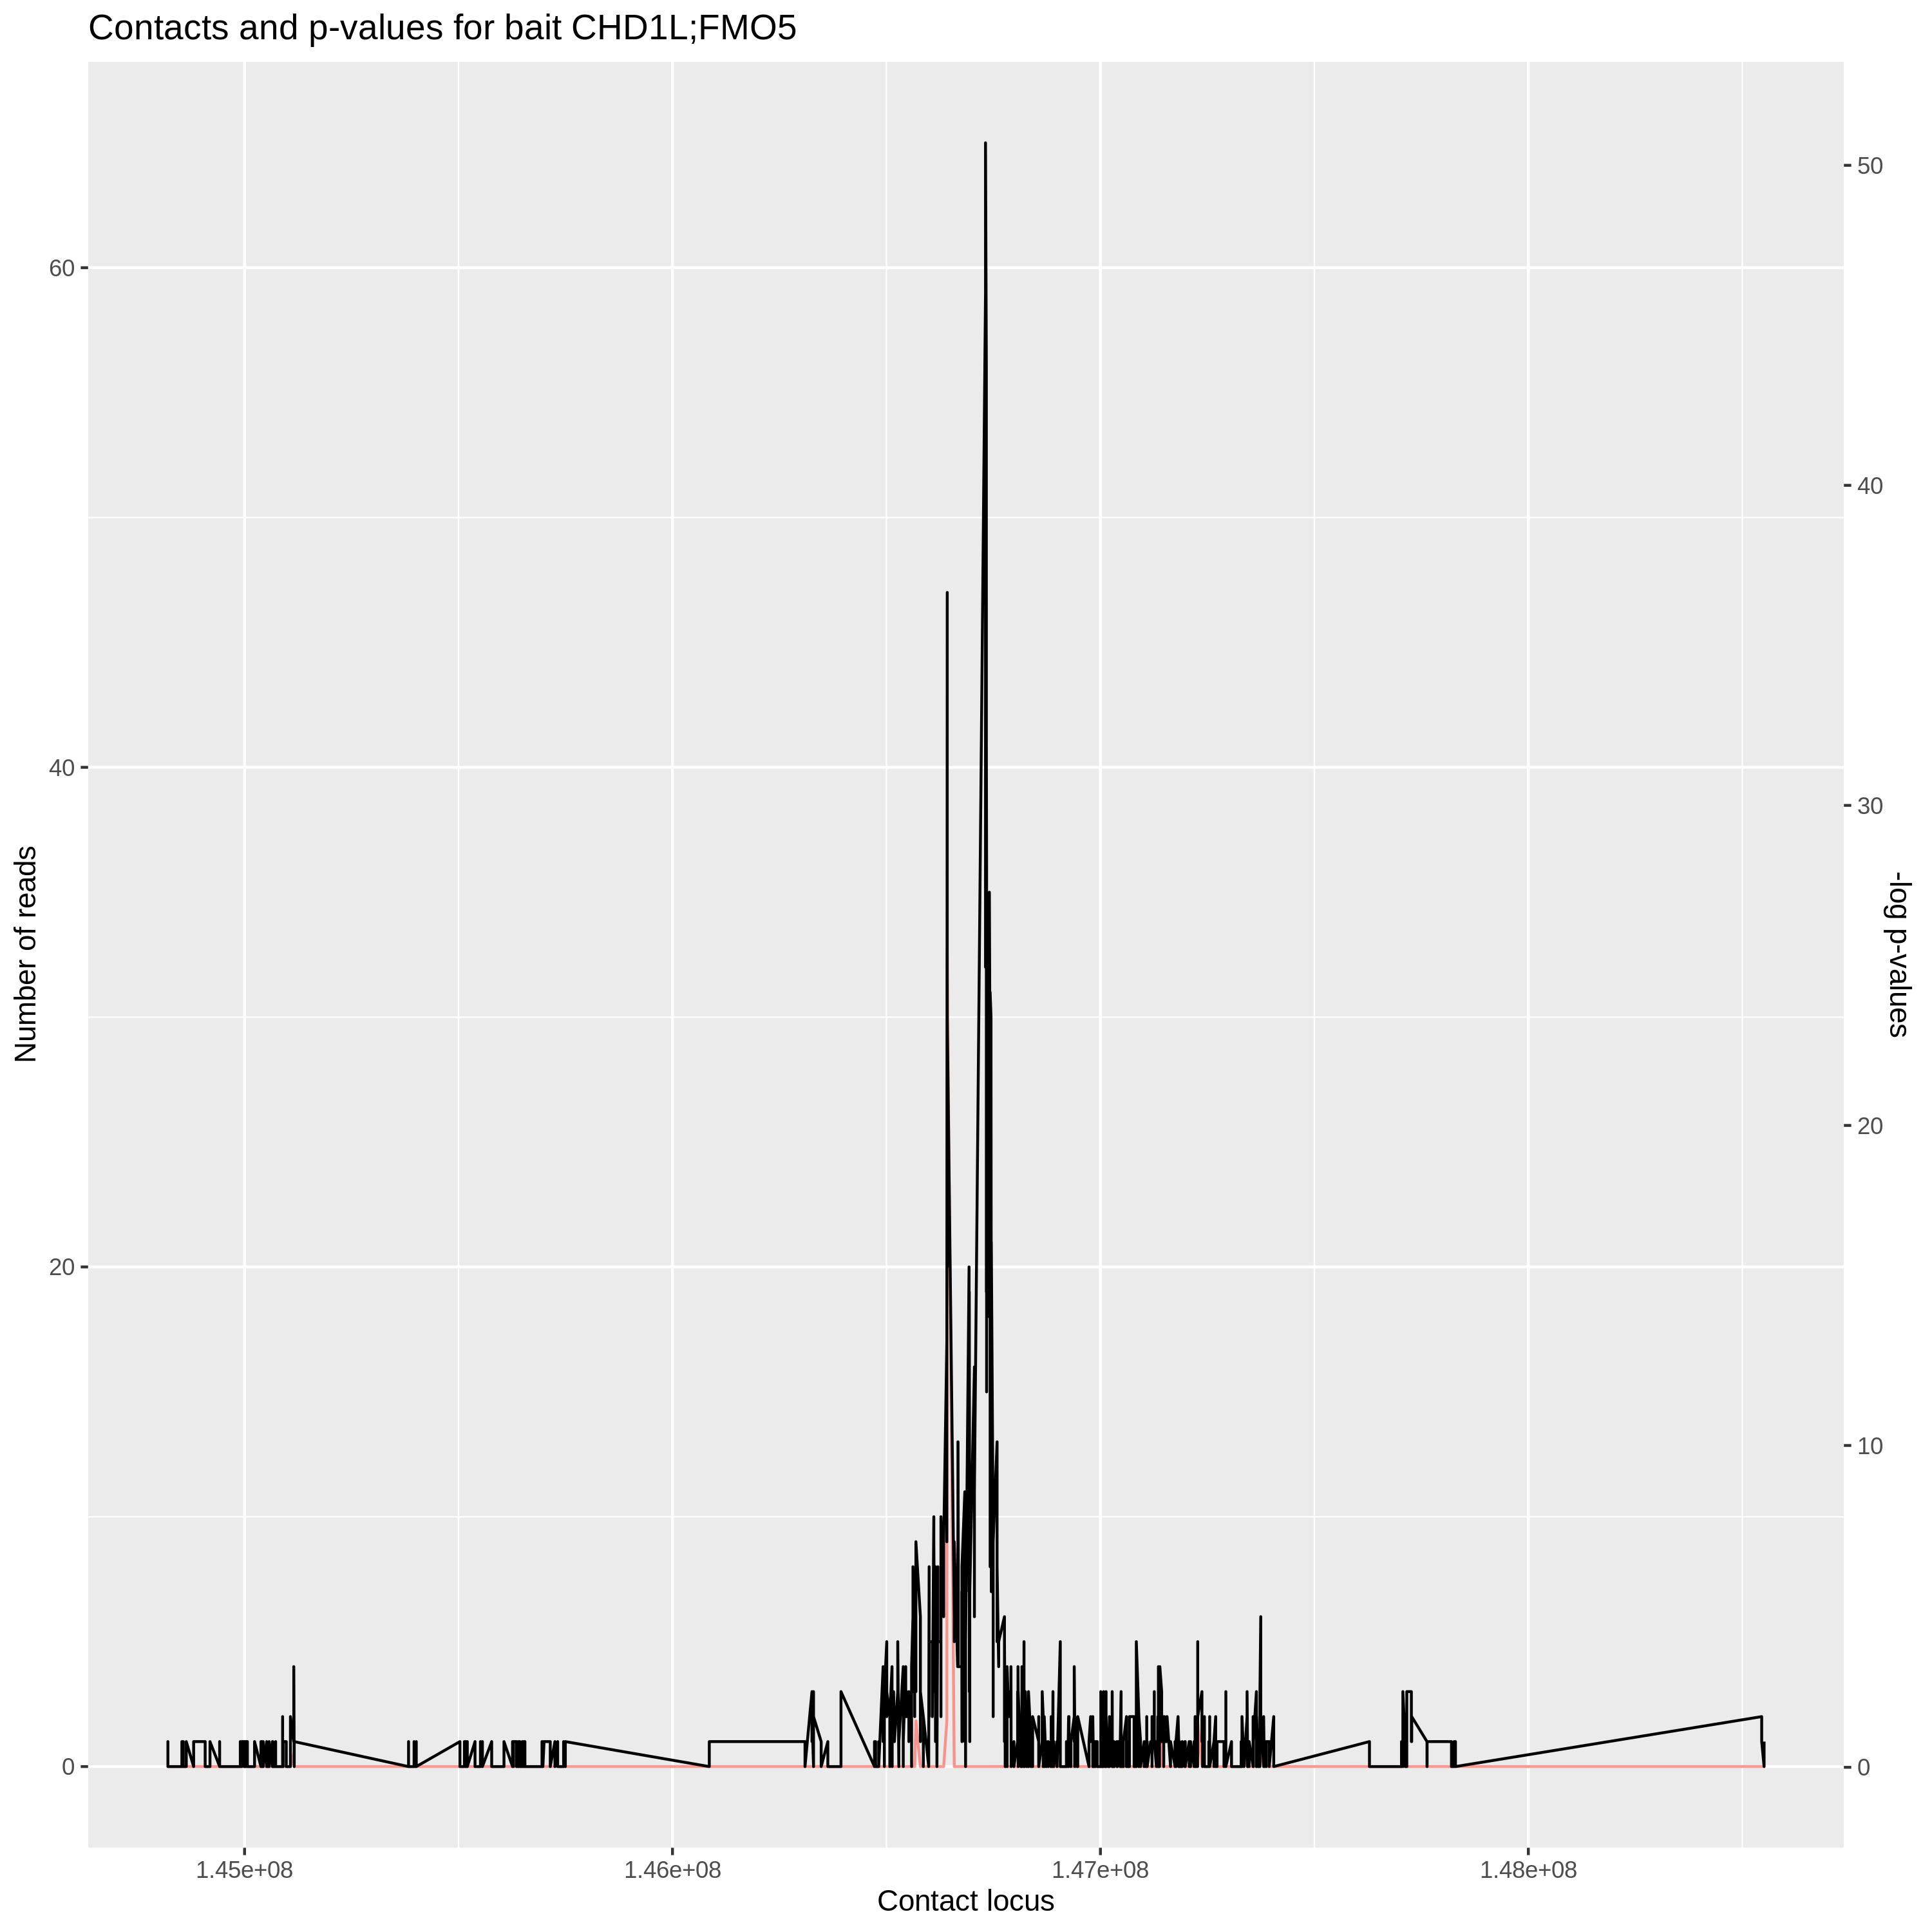 Contacts and p-values for bait CHD1L;FMO5
Number of reads
60
40
20
0
50
40
30
20
10
0
-log p-values
1.45e+08
1.46e+08
1.47e+08
1.48e+08
Contact locus